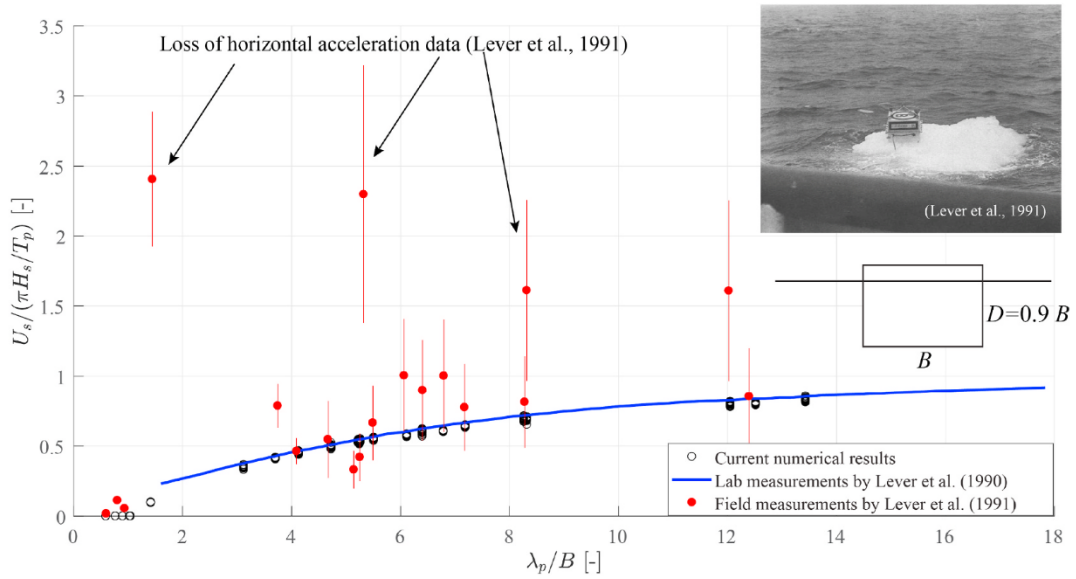 3.5
3
2.5
2
1.5
1
0.5
0
U_s/(πH_s/T_p) [-]
Loss of horizontal acceleration data (Lever et al., 1991)
(Lever et al., 1991)
D=0.9 B
B
Current numerical results
Lab measurements by Lever et al. (1990)
Field measurements by Lever et al. (1991)
0 2 4 6 8 10 12 14 16 18
λ_p/B [-]